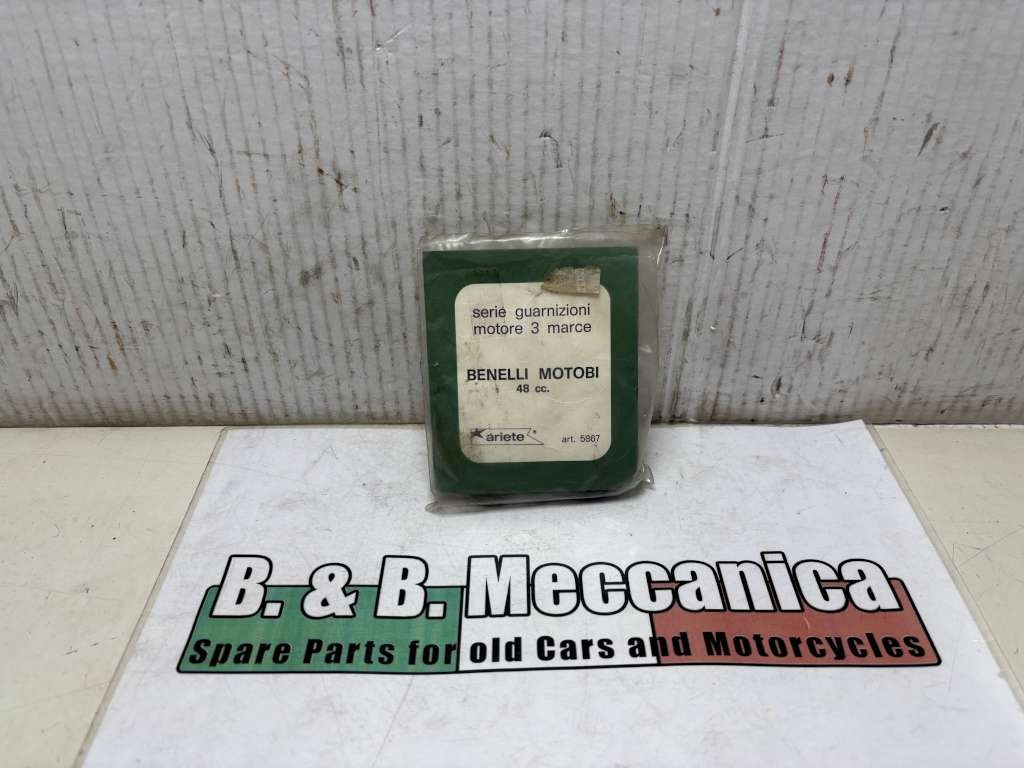 serie guarnizioni
motore 3 marce
BENELLI MOTOBI
48 cc.
ariete®
art. 5867
B. & B. Meccanica
Spare Parts for old Cars and Motorcycles